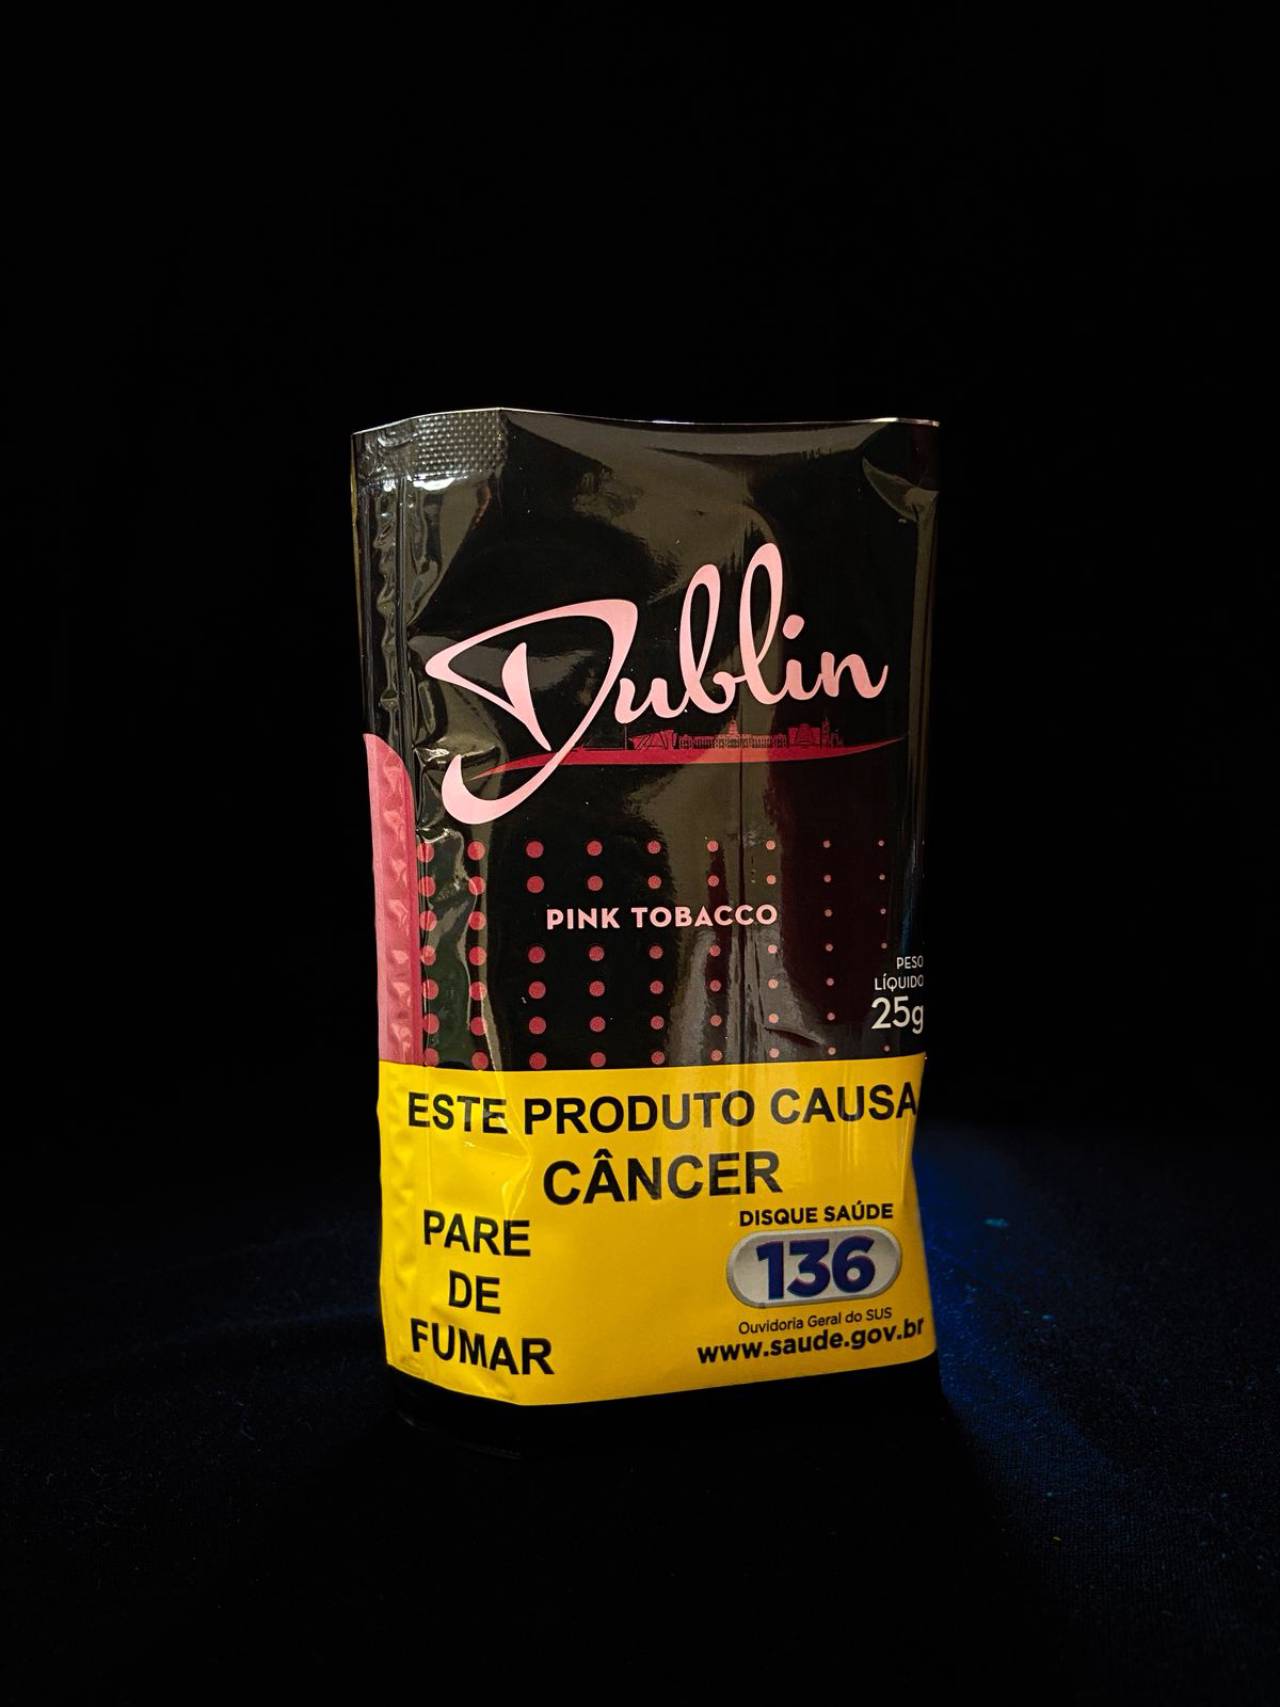 Dublin
PINK TOBACCO
PESO
LÍQUIDO
25g
ESTE PRODUTO CAUSA
CÂNCER
PARE
DE
FUMAR
DISQUE SAÚDE
136
Ouvidoria Geral do SUS
www.saude.gov.br